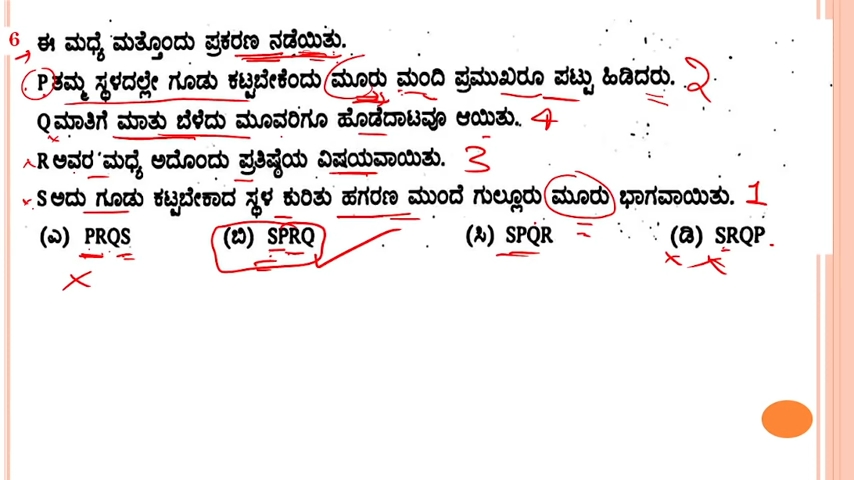 6 ಈ ಮಧ್ಯೆ ಮತ್ತೊಂದು ಪ್ರಕರಣ ನಡೆಯಿತು.
P ತಮ್ಮ ಸ್ಥಳದಲ್ಲೇ ಗೂಡು ಕಟ್ಟಬೇಕೆಂದು ಮೂರು ಮಂದಿ ಪ್ರಮುಖರೂ ಪಟ್ಟು ಹಿಡಿದರು. 2
Q ಮಾತಿಗೆ ಮಾತು ಬೆಳೆದು ಮೂವರಿಗೂ ಹೊಡೆದಾಟವೂ ಆಯಿತು. 4
R ಅವರ ಮಧ್ಯೆ ಅದೊಂದು ಪ್ರತಿಷ್ಠೆಯ ವಿಷಯವಾಯಿತು. 3
S ಅದು ಗೂಡು ಕಟ್ಟಬೇಕಾದ ಸ್ಥಳ ಕುರಿತು ಹಗರಣ ಮುಂದೆ ಗುಲ್ಲೂರು ಮೂರು ಭಾಗವಾಯಿತು. 1
(ಎ) PRQS (ಬಿ) SPRQ (ಸಿ) SPQR (ಡಿ) SRQP